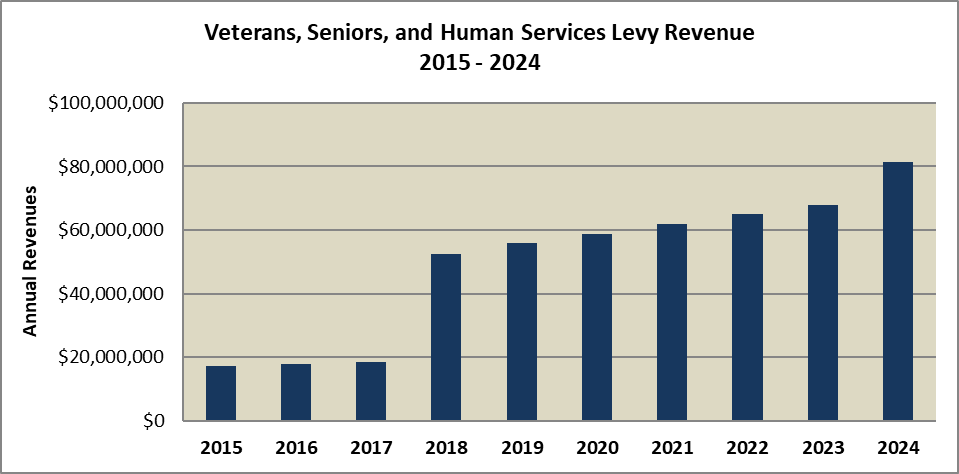 Veterans, Seniors, and Human Services Levy Revenue
2015 - 2024
$100,000,000
$80,000,000
$60,000,000
$40,000,000
$20,000,000
$0
Annual Revenues
2015 2016 2017 2018 2019 2020 2021 2022 2023 2024